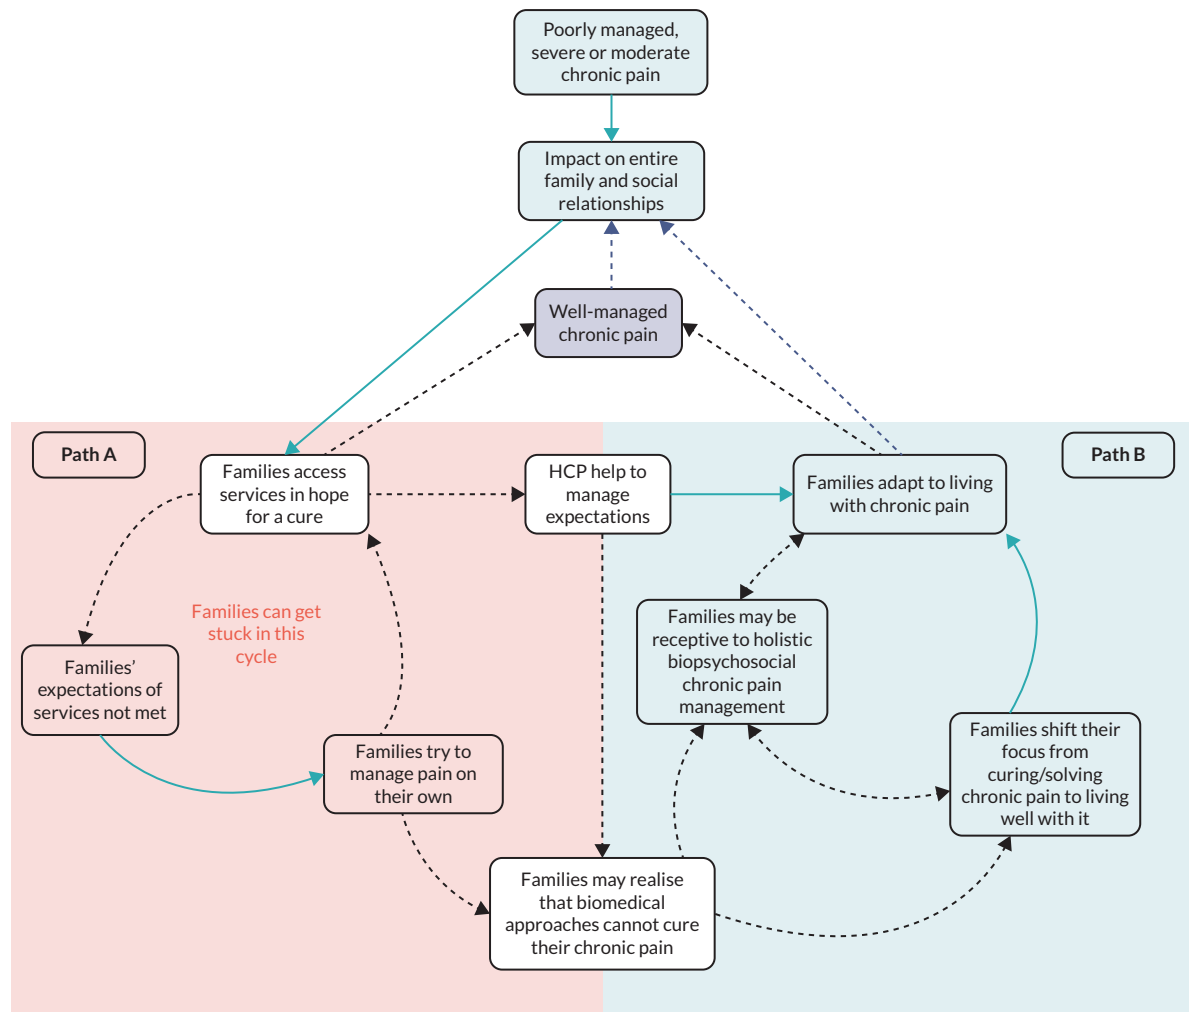 Poorly managed,
severe or moderate
chronic pain
Impact on entire
family and social
relationships
Well-managed
chronic pain
Path A
Path B
Families access
services in hope
for a cure
HCP help to
manage
expectations
Families adapt to living
with chronic pain
Families can get
stuck in this
cycle
Families may be
receptive to holistic
biopsychosocial
chronic pain
management
Families’
expectations of
services not met
Families try to
manage pain on
their own
Families shift their
focus from
curing/solving
chronic pain to living
well with it
Families may realise
that biomedical
approaches cannot cure
their chronic pain